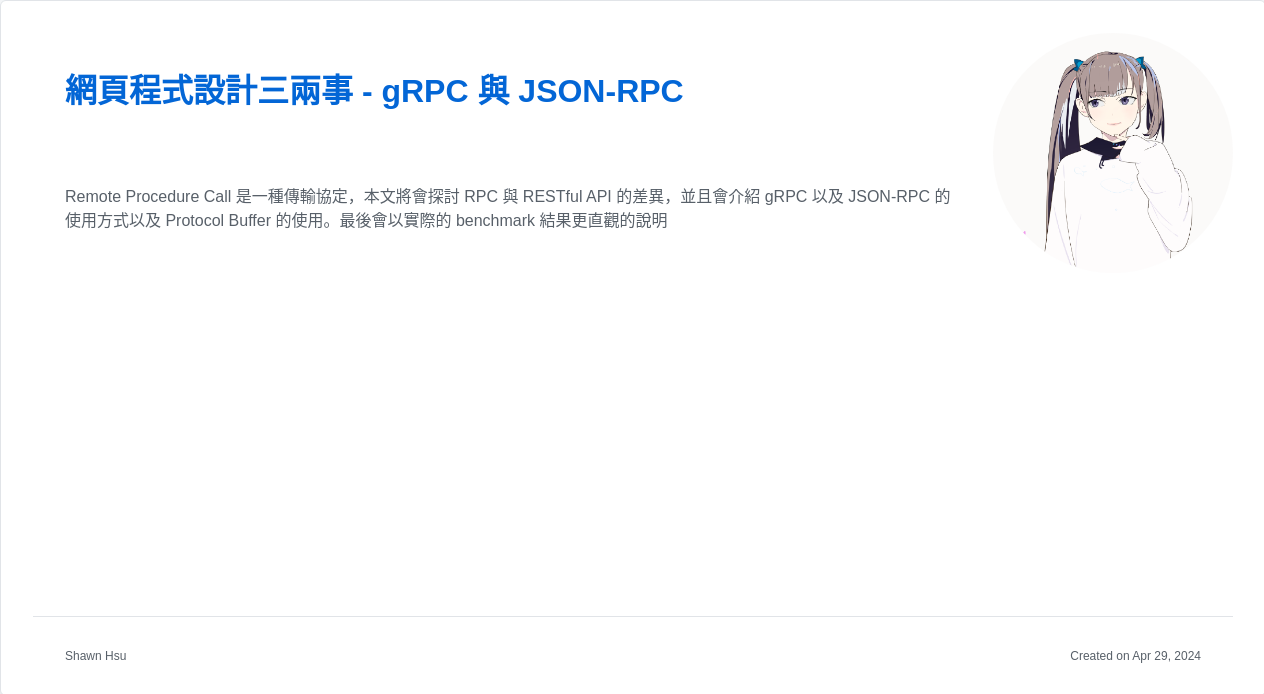 網頁程式設計三兩事 - gRPC 與 JSON-RPC
Remote Procedure Call 是一種傳輸協定，本文將會探討 RPC 與 RESTful API 的差異，並且會介紹 gRPC 以及 JSON-RPC 的
使用方式以及 Protocol Buffer 的使用。最後會以實際的 benchmark 結果更直觀的說明
Shawn Hsu
Created on Apr 29, 2024